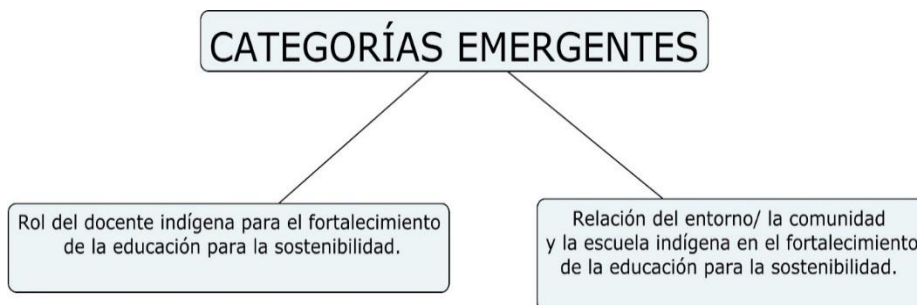 CATEGORÍAS EMERGENTES
Rol del docente indígena para el fortalecimiento
de la educación para la sostenibilidad.
Relación del entorno/ la comunidad
y la escuela indígena en el fortalecimiento
de la educación para la sostenibilidad.